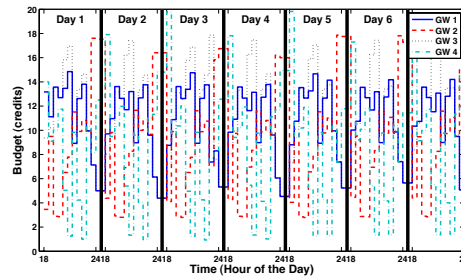 Day 1 Day 2 Day 3 Day 4 Day 5 Day 6
GW 1
GW 2
GW 3
GW 4
20
18
16
14
12
10
8
6
4
2
0
Budget (credits)
18 2418 2418 2418 2418 2418 2418 24
Time (Hour of the Day)